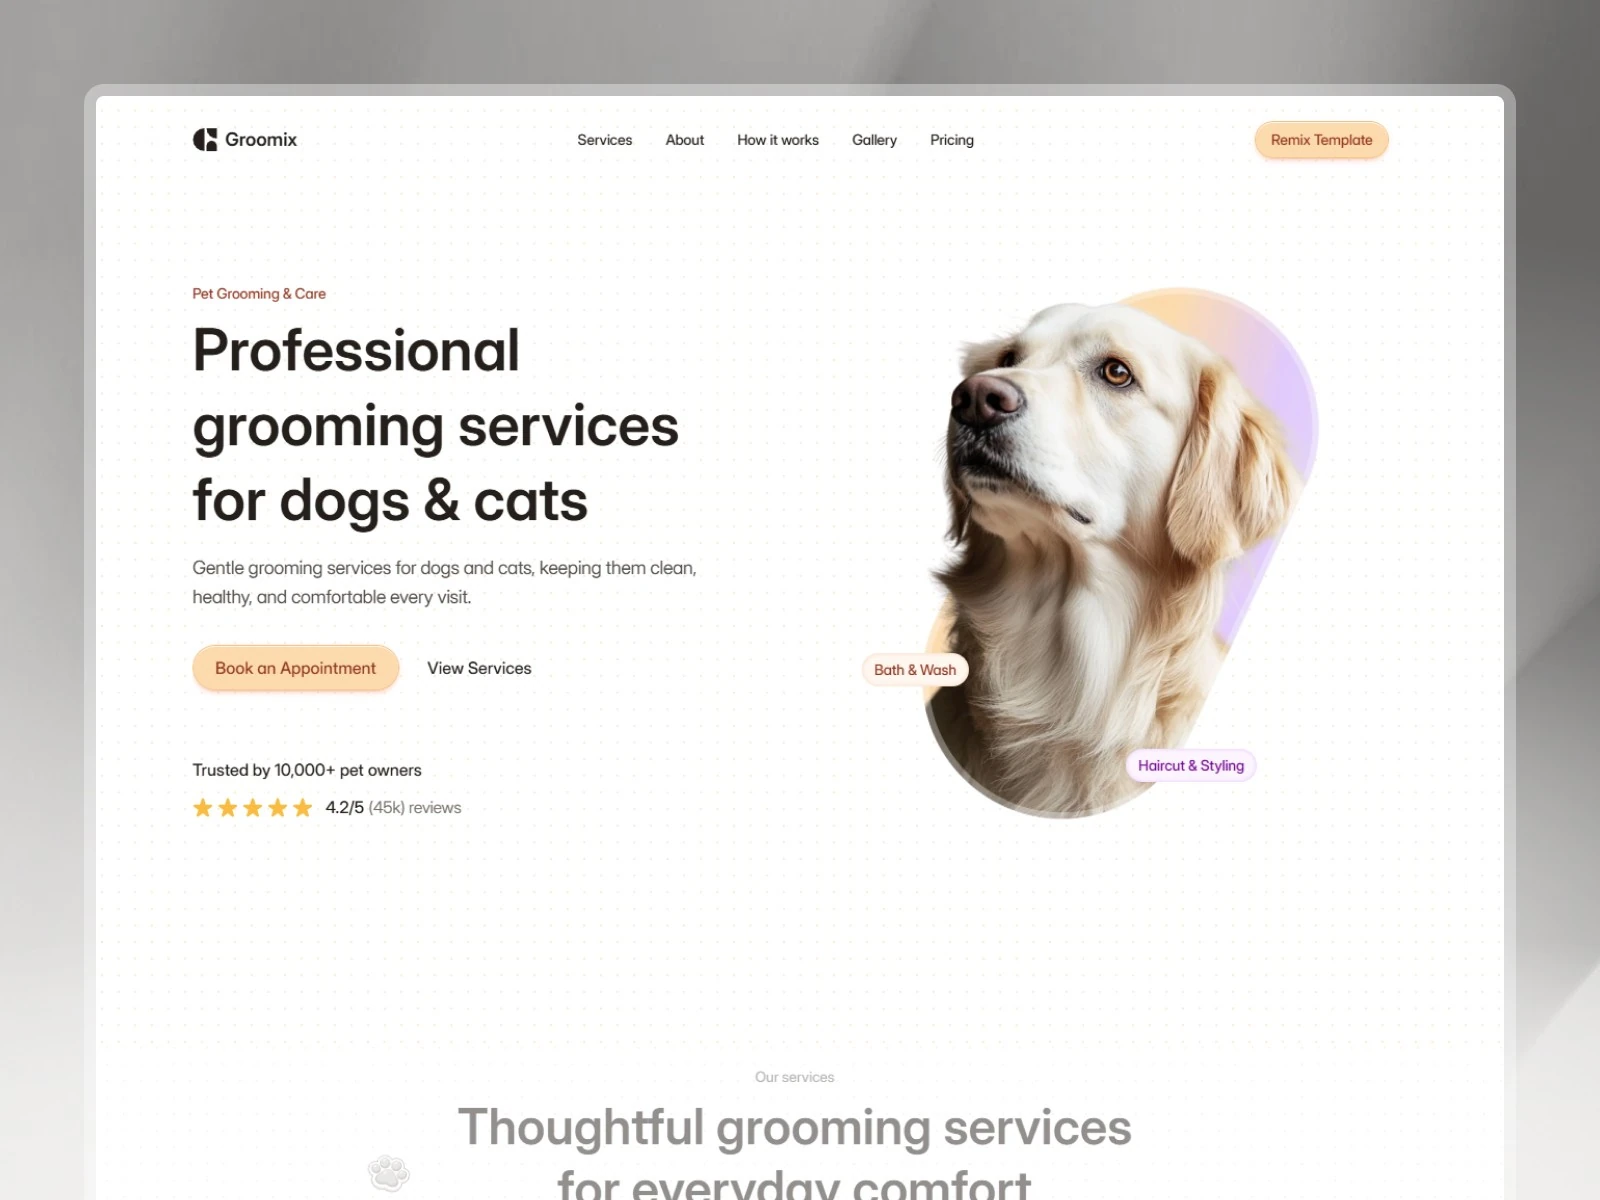 Groomix
Services
About
How it works
Gallery
Pricing
Remix Template
Pet Grooming & Care
Professional
grooming services
for dogs & cats
Gentle grooming services for dogs and cats, keeping them clean,
healthy, and comfortable every visit.
Book an Appointment
View Services
Trusted by 10,000+ pet owners
4.2/5 (45k) reviews
Bath & Wash
Haircut & Styling
Our services
Thoughtful grooming services
for everyday comfort